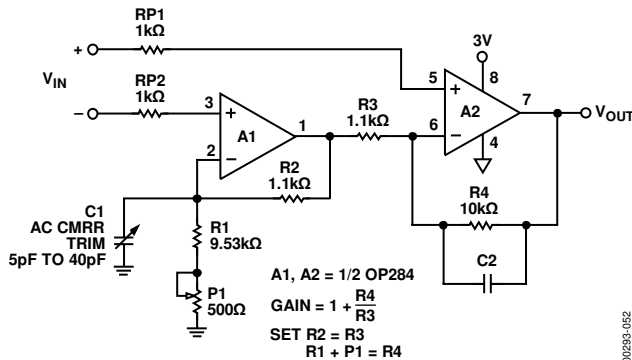 RP1
1kΩ
+
VIN
RP2
1kΩ
−
3
+
A1
1
2
−
R2
1.1kΩ
R3
1.1kΩ
3V
5
+
8
A2
7
VOUT
6
−
4
R4
10kΩ
C2
C1
AC CMRR
TRIM
5pF TO 40pF
R1
9.53kΩ
P1
500Ω
A1, A2 = 1/2 OP284
GAIN = 1 + R4
R3
SET R2 = R3
R1 + P1 = R4
00293-052